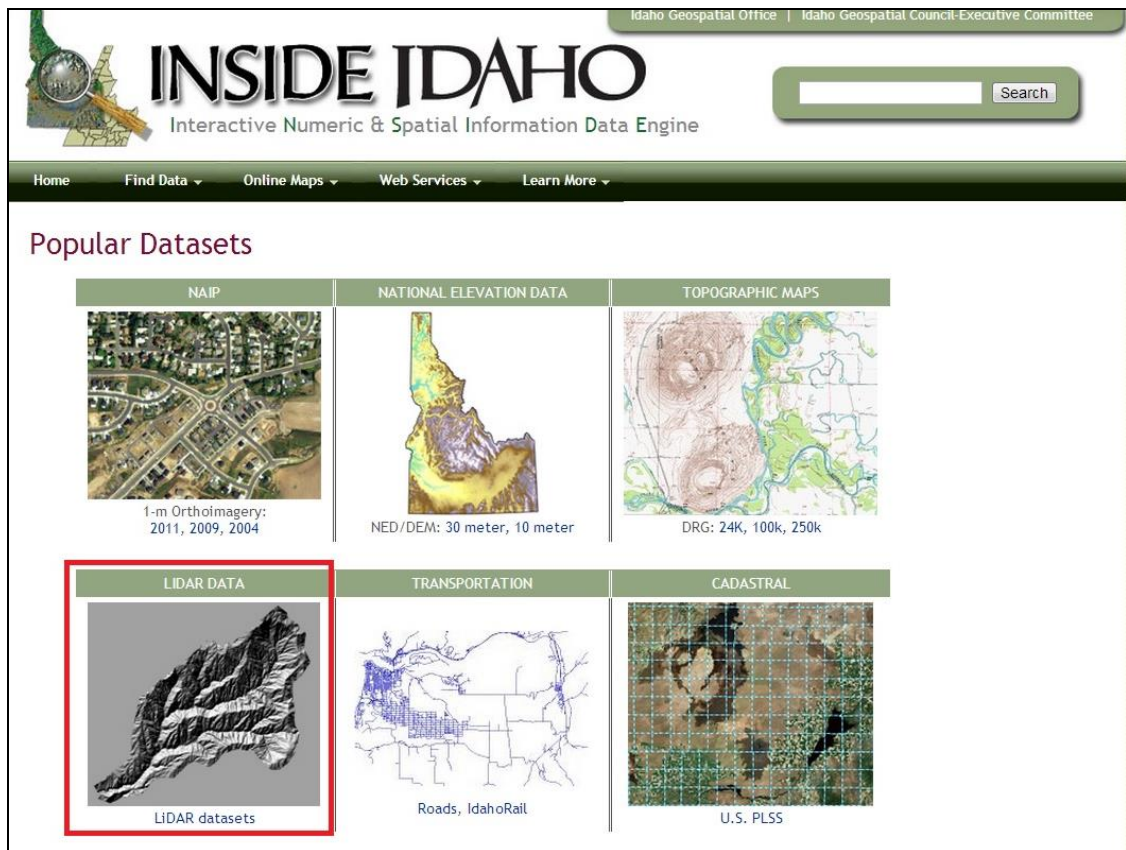 Idaho Geospatial Office | Idaho Geospatial Council-Executive Committee
INSIDE IDAHO
Interactive Numeric & Spatial Information Data Engine
Search
Home Find Data Online Maps Web Services Learn More
Popular Datasets
NAIP NATIONAL ELEVATION DATA TOPOGRAPHIC MAPS
1-m Orthoimagery:
2011, 2009, 2004
NED/DEM: 30 meter, 10 meter
DRG: 24K, 100k, 250k
LIDAR DATA TRANSPORTATION CADASTRAL
LiDAR datasets
Roads, IdahoRail
U.S. PLSS